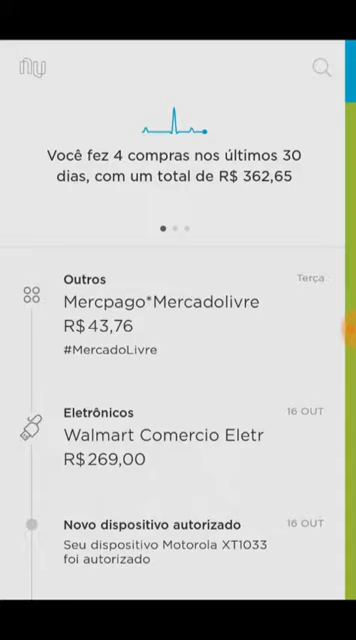 nu
Você fez 4 compras nos últimos 30
dias, com um total de R$ 362,65
Outros
Terça
Mercpago*Mercadolivre
R$43,76
#MercadoLivre
Eletrônicos
16 OUT
Walmart Comercio Eletr
R$269,00
Novo dispositivo autorizado
16 OUT
Seu dispositivo Motorola XT1033
foi autorizado